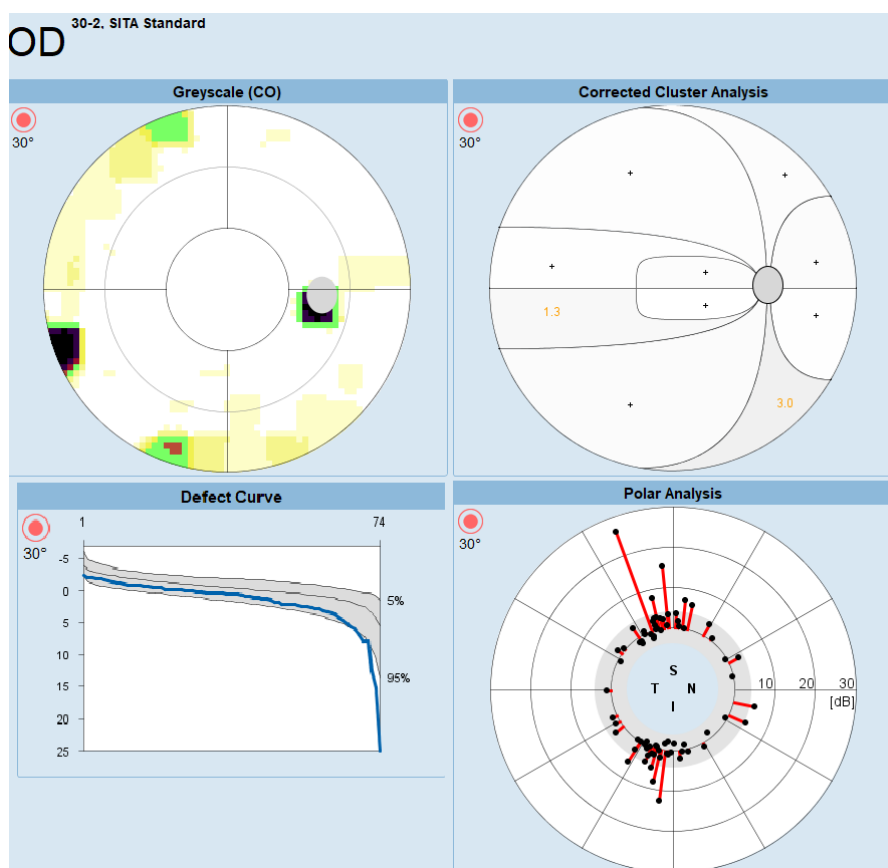 OD 30-2, SITA Standard
Greyscale (CO)
30°
Corrected Cluster Analysis
30°
1.3
3.0
Defect Curve
30°
1 74
-5
0
5
10
15
20
25
5%
95%
Polar Analysis
30°
S
T N
I
10 20 30
[dB]